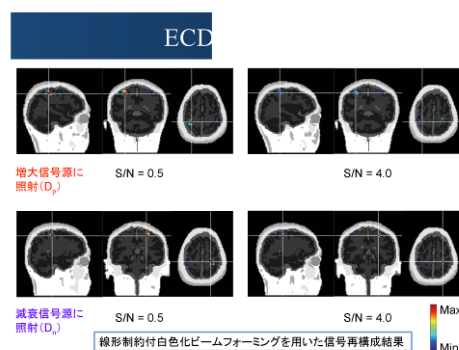 ECD
増大信号源に
照射(Dp)
S/N = 0.5
S/N = 4.0
減衰信号源に
照射(Dn)
S/N = 0.5
S/N = 4.0
Max
Min
線形制約付白色化ビームフォーミングを用いた信号再構成結果